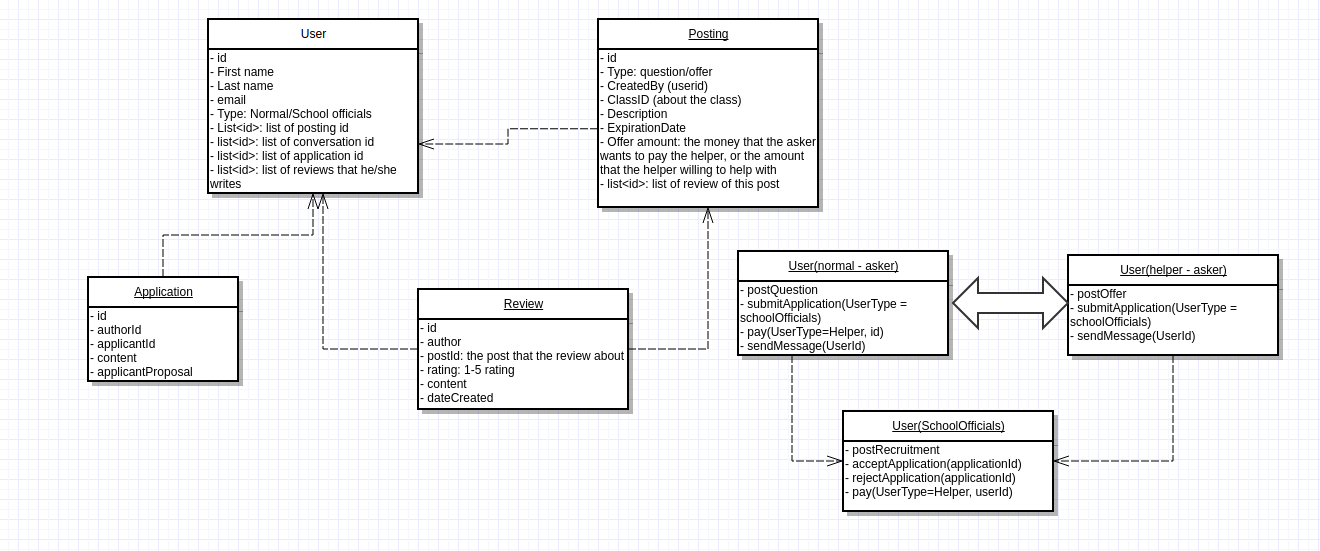 User
- id
- First name
- Last name
- email
- Type: Normal/School officials
- List<id>: list of posting id
- list<id>: list of conversation id
- list<id>: list of application id
- list<id>: list of reviews that he/she
writes
Posting
- id
- Type: question/offer
- CreatedBy (userid)
- ClassID (about the class)
- Description
- ExpirationDate
- Offer amount: the money that the asker
wants to pay the helper, or the amount
that the helper willing to help with
- list<id>: list of review of this post
Application
- id
- authorId
- applicantId
- content
- applicantProposal
Review
- id
- author
- postId: the post that the review about
- rating: 1-5 rating
- content
- dateCreated
User(normal - asker)
- postQuestion
- submitApplication(UserType =
schoolOfficials)
- pay(UserType=Helper, id)
- sendMessage(UserId)
User(helper - asker)
- postOffer
- submitApplication(UserType =
schoolOfficials)
- sendMessage(UserId)
User(SchoolOfficials)
- postRecruitment
- acceptApplication(applicationId)
- rejectApplication(applicationId)
- pay(UserType=Helper, userId)